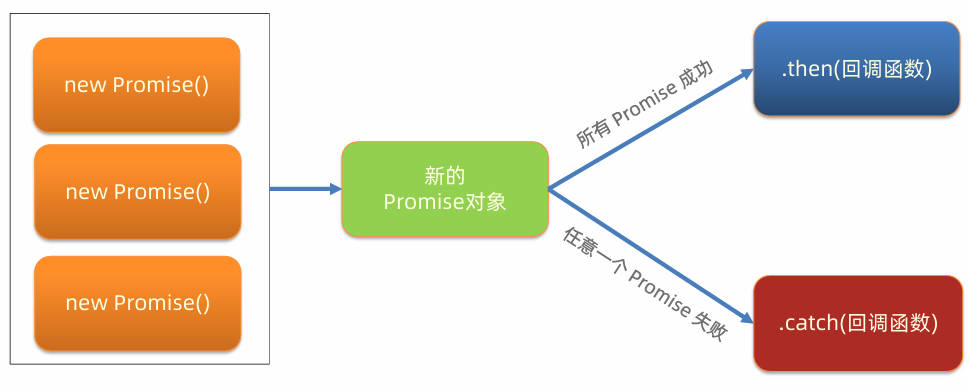 new Promise()
new Promise()
new Promise()
新的
Promise对象
所有 Promise 成功
.then(回调函数)
任意一个 Promise 失败
.catch(回调函数)